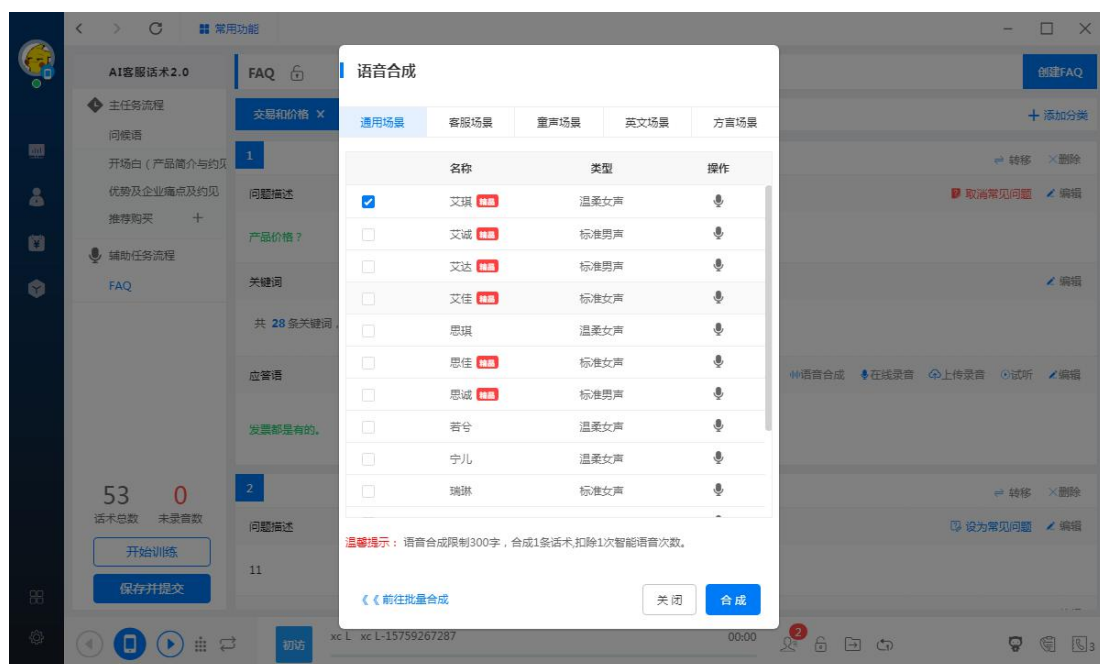 常用功能
AI客服话术2.0
主任务流程
问候语
开场白（产品简介与约见
优势及企业痛点及约见
推荐购买 +
辅助任务流程
FAQ
53 0
话术总数 未录音数
开始训练
保存并提交
FAQ
创建FAQ
交易和价格 ×
+ 添加分类
1
转移 ×删除
问题描述
取消常见问题 编辑
产品价格？
关键词
编辑
共 28 条关键词，
应答语
语音合成 在线录音 上传录音 试听 编辑
发票都是有的。
2
转移 ×删除
问题描述
设为常见问题 编辑
11
语音合成
通用场景 客服场景 童声场景 英文场景 方言场景
名称 类型 操作
艾琪 精品 温柔女声
艾诚 精品 标准男声
艾达 精品 标准男声
艾佳 精品 标准女声
思琪 温柔女声
思佳 精品 标准女声
思诚 精品 标准男声
若兮 温柔女声
宁儿 温柔女声
瑞琳 标准女声
温馨提示：语音合成限制300字，合成1条话术,扣除1次智能语音次数。
《《前往批量合成
关闭 合成
初访
xc L xc L-15759267287
00:00
2
3